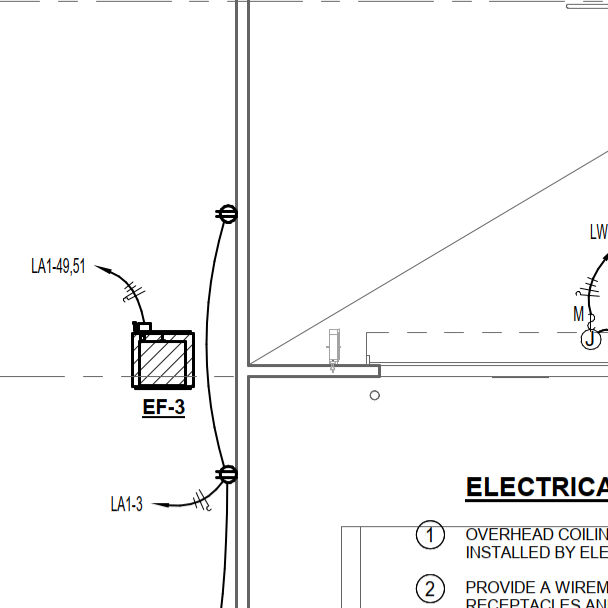 LW
LA1-49,51
M
J
EF-3
LA1-3
ELECTRICA
1 OVERHEAD COILIN
INSTALLED BY ELE
2 PROVIDE A WIREM
RECEPTACLES AN